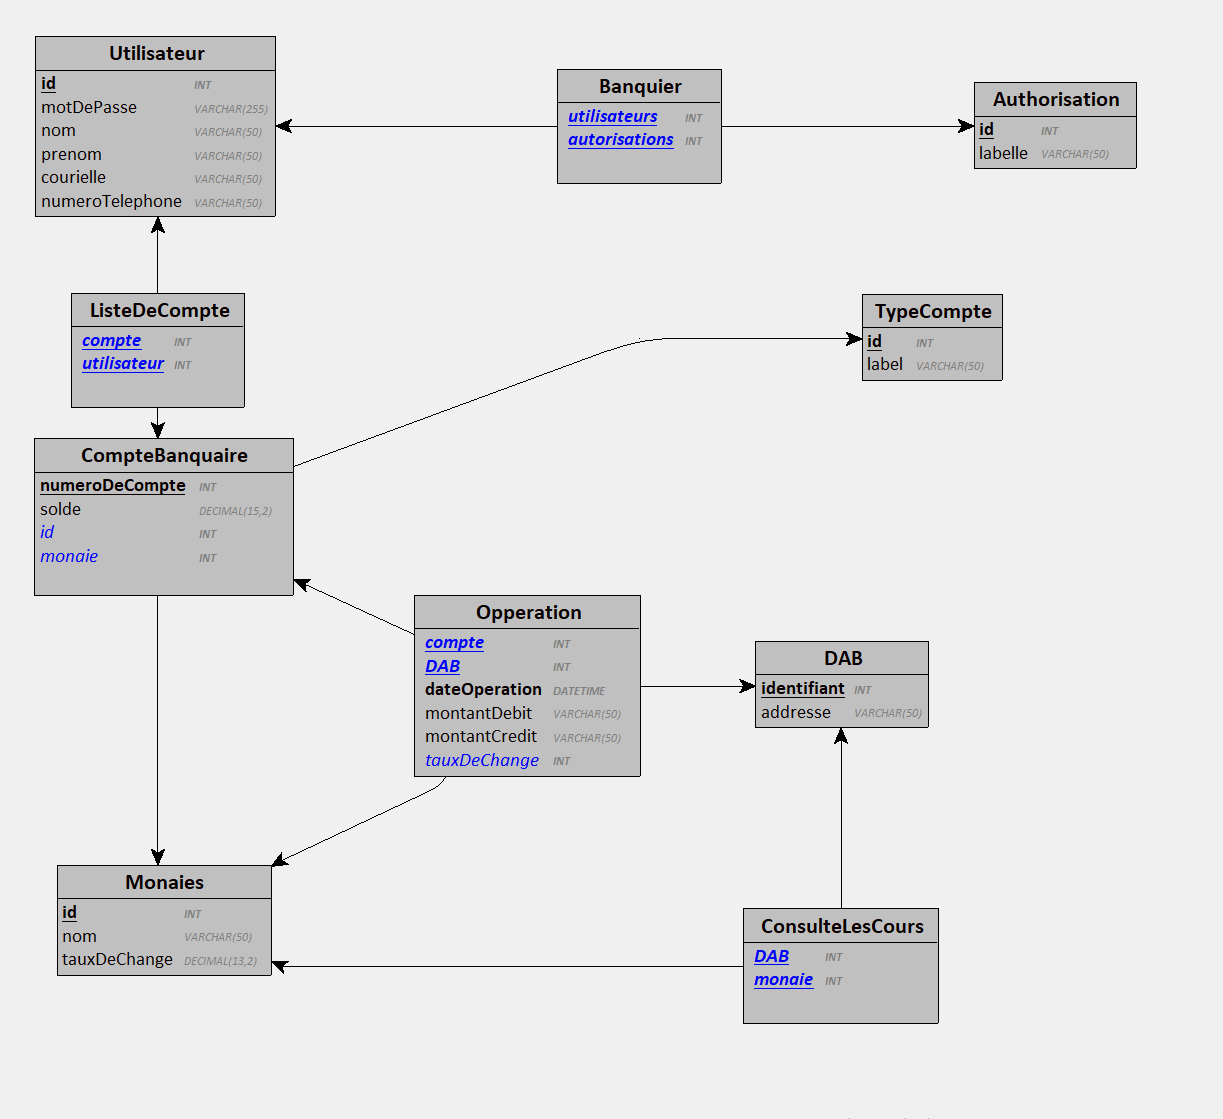 Utilisateur
id INT
motDePasse VARCHAR(255)
nom VARCHAR(50)
prenom VARCHAR(50)
courielle VARCHAR(50)
numeroTelephone VARCHAR(50)
Banquier
utilisateurs INT
autorisations INT
Authorisation
id INT
labelle VARCHAR(50)
ListeDeCompte
compte INT
utilisateur INT
TypeCompte
id INT
label VARCHAR(50)
CompteBanquaire
numeroDeCompte INT
solde DECIMAL(15,2)
id INT
monaie INT
Opperation
compte INT
DAB INT
dateOperation DATETIME
montantDebit VARCHAR(50)
montantCredit VARCHAR(50)
tauxDeChange INT
DAB
identifiant INT
addresse VARCHAR(50)
Monaies
id INT
nom VARCHAR(50)
tauxDeChange DECIMAL(13,2)
ConsulteLesCours
DAB INT
monaie INT